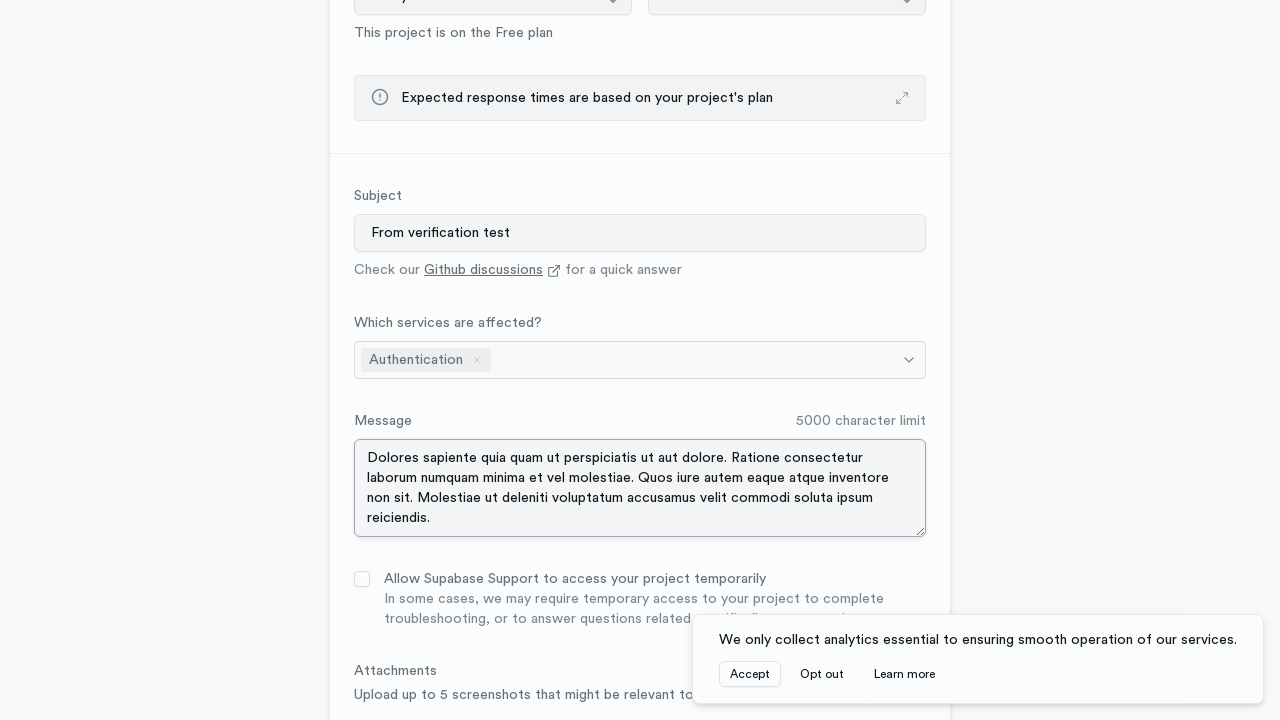 This project is on the Free plan
Expected response times are based on your project's plan
Subject
From verification test
Check our Github discussions for a quick answer
Which services are affected?
Authentication
Message
5000 character limit
Dolores sapiente quia quam ut perspiciatis ut aut dolore. Ratione consectetur
laborum numquam minima et vel molestiae. Quos iure autem eaque atque inventore
non sit. Molestiae ut deleniti voluptatum accusamus velit commodi soluta ipsum
reiciendis.
Allow Supabase Support to access your project temporarily
In some cases, we may require temporary access to your project to complete
troubleshooting, or to answer questions related
We only collect analytics essential to ensuring smooth operation of our services.
Accept
Opt out
Learn more
Attachments
Upload up to 5 screenshots that might be relevant to